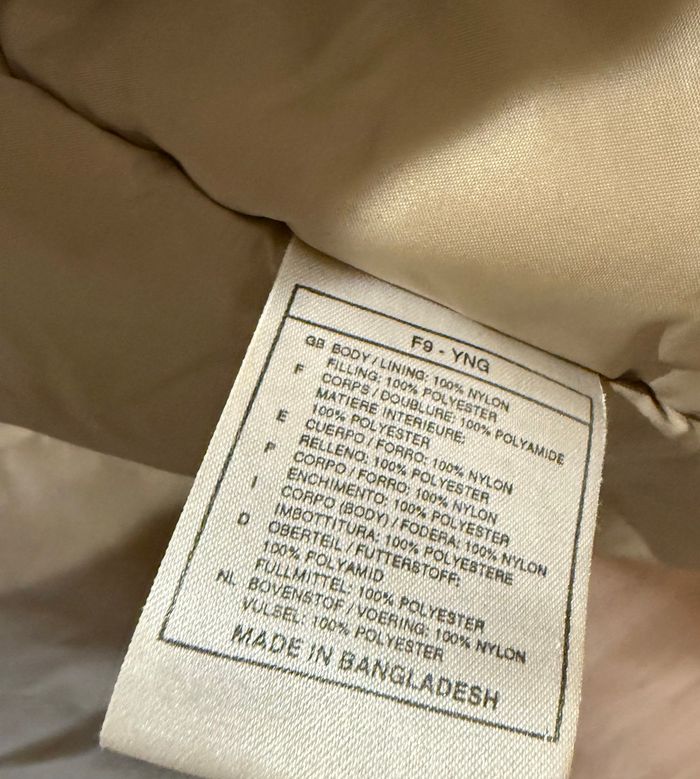 F9 - YNG
GB BODY / LINING: 100% NYLON
FILLING: 100% POLYESTER
F CORPS / DOUBLURE: 100% POLYAMIDE
MATIERE INTERIEURE:
100% POLYESTER
E CUERPO / FORRO: 100% NYLON
RELLENO: 100% POLYESTER
P CORPO / FORRO: 100% NYLON
ENCHIMENTO: 100% POLYESTER
I CORPO (BODY) / FODERA: 100% NYLON
IMBOTTITURA: 100% POLYESTERE
D OBERTEIL / FUTTERSTOFF:
100% POLYAMID
FULLMITTEL: 100% POLYESTER
NL BOVENSTOF / VOERING: 100% NYLON
VULSEL: 100% POLYESTER
MADE IN BANGLADESH